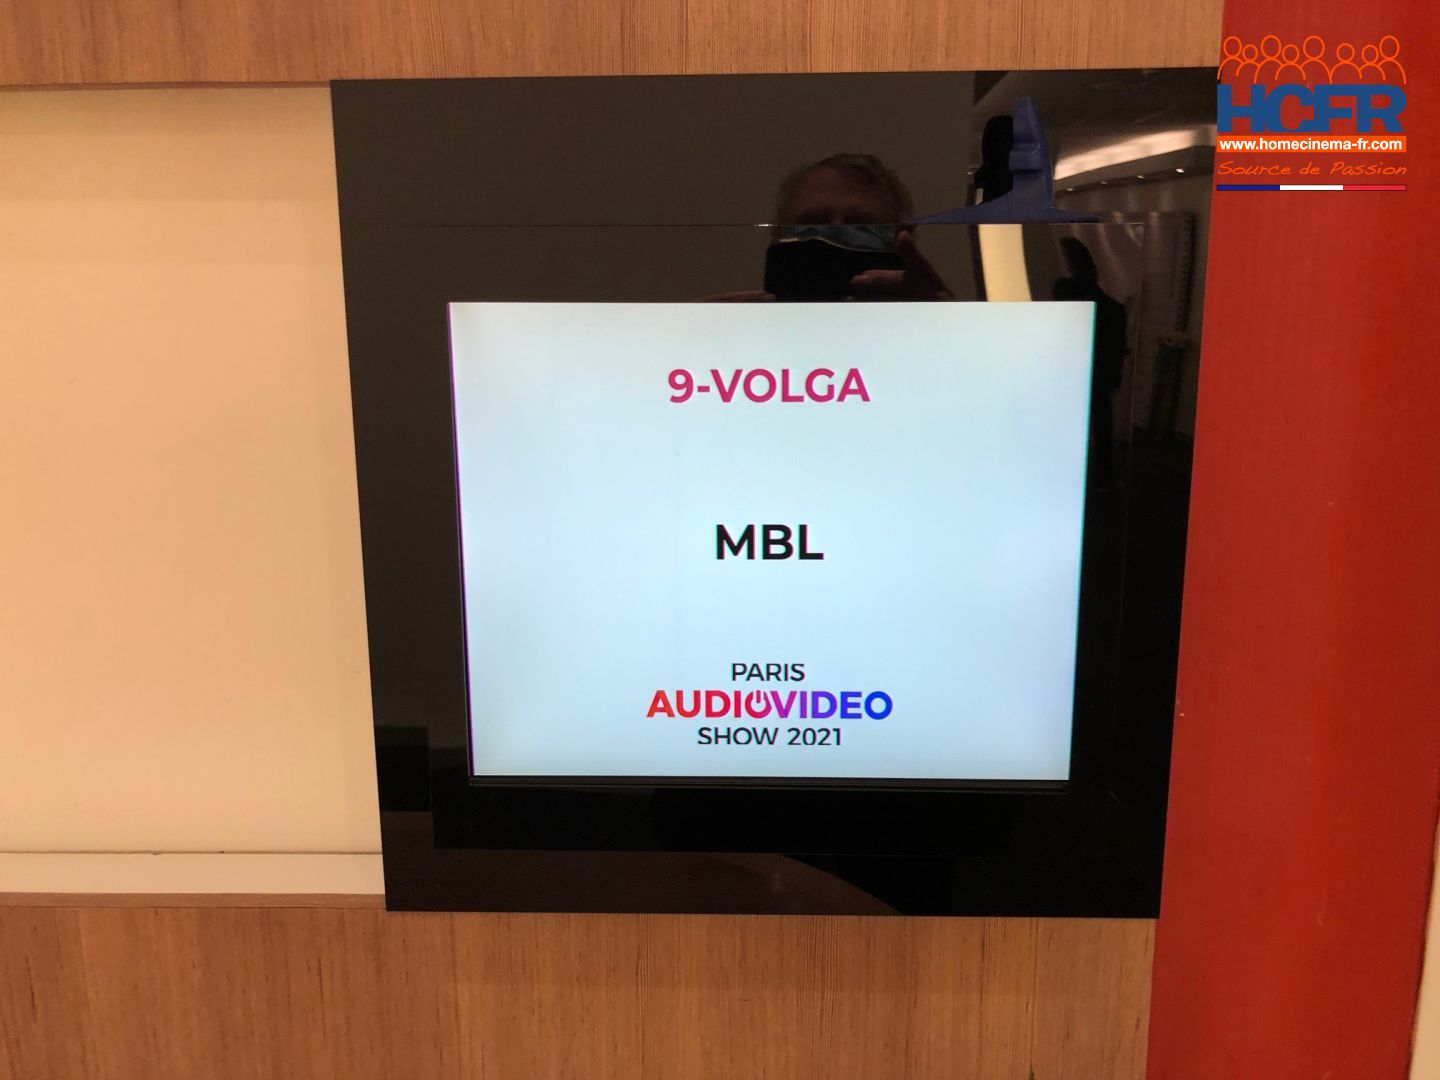 HCFR
www.homecinema-fr.com
Source de Passion
9-VOLGA
MBL
PARIS
AUDIOVIDEO
SHOW 2021